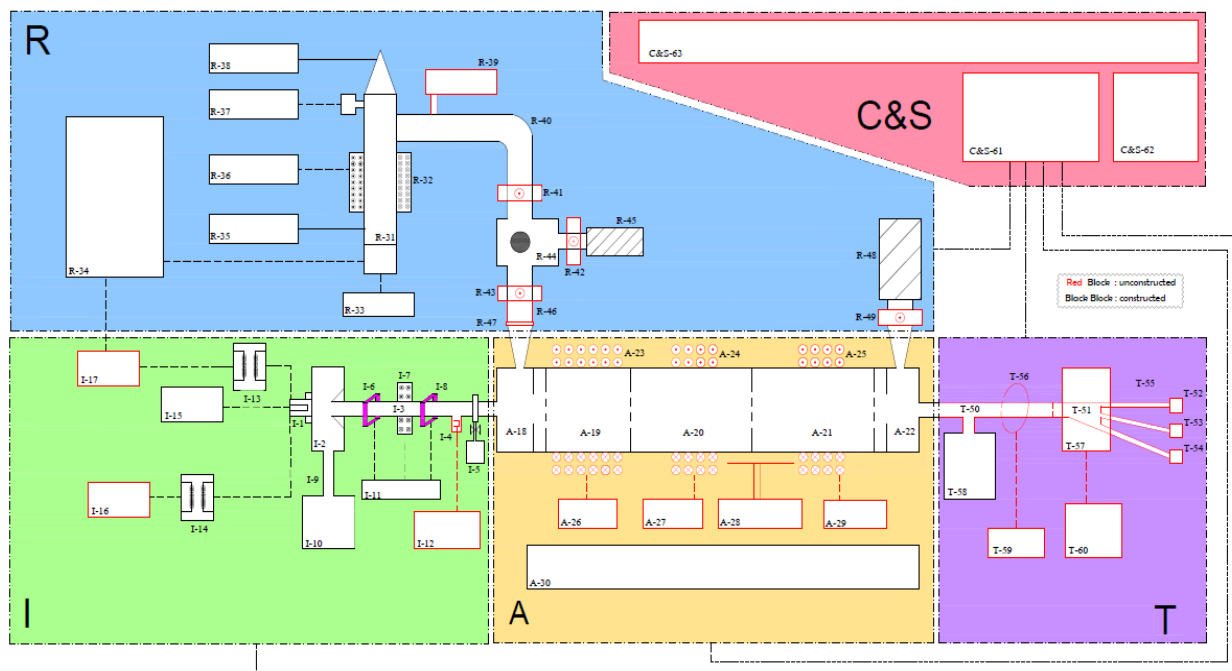 R
R-38
R-37
R-36
R-35
R-34
R-33
R-32
R-31
R-39
R-40
R-41
R-42
R-43
R-44
R-45
R-46
R-47
R-48
R-49
C&S-63
C&S
C&S-61
C&S-62
Red Block : unconstructed
Block Block : constructed
I-17
I-13
I-15
I-1
I-2
I-6
I-7
I-8
I-3
I-4
I-5
I-9
I-11
I-16
I-14
I-10
I-12
I
A-23
A-24
A-25
A-18
A-19
A-20
A-21
A-22
A-26
A-27
A-28
A-29
A-30
A
T-56
T-55
T-52
T-50
T-51
T-53
T-57
T-54
T-58
T-59
T-60
T